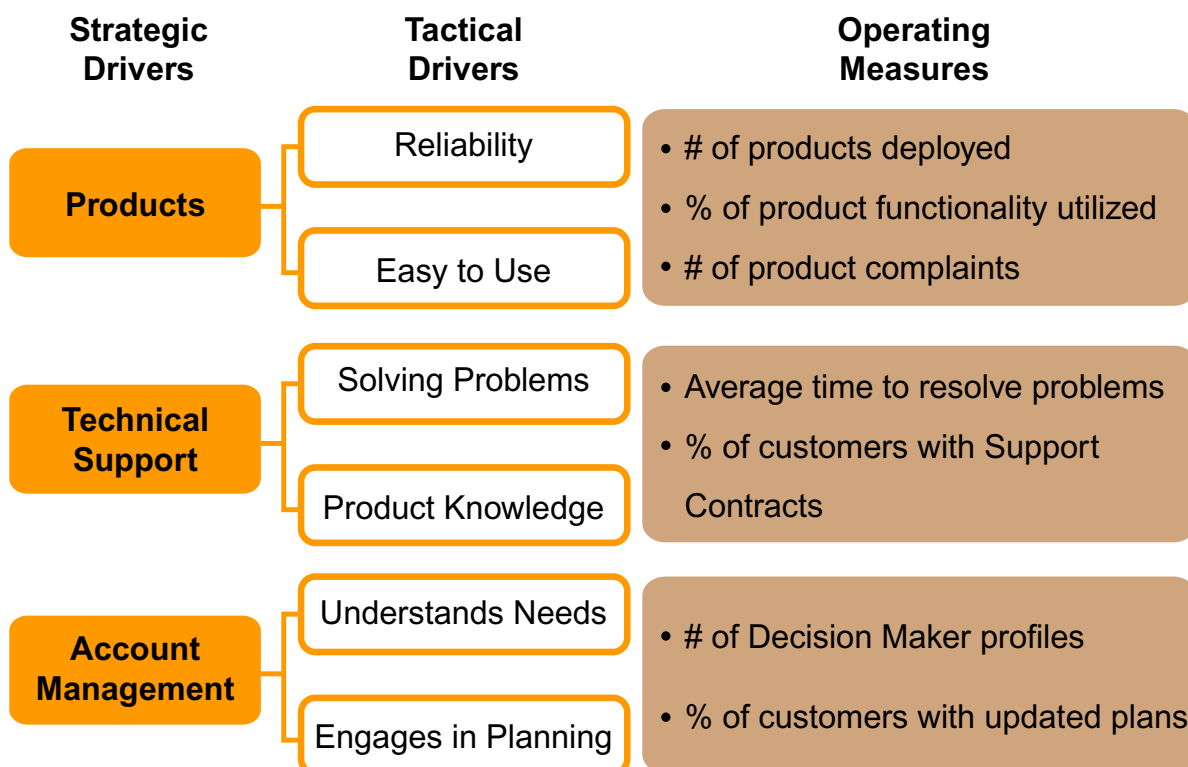 Strategic
Drivers
Tactical
Drivers
Operating
Measures
Products
Reliability
Easy to Use
• # of products deployed
• % of product functionality utilized
• # of product complaints
Technical
Support
Solving Problems
Product Knowledge
• Average time to resolve problems
• % of customers with Support
Contracts
Account
Management
Understands Needs
Engages in Planning
• # of Decision Maker profiles
• % of customers with updated plans